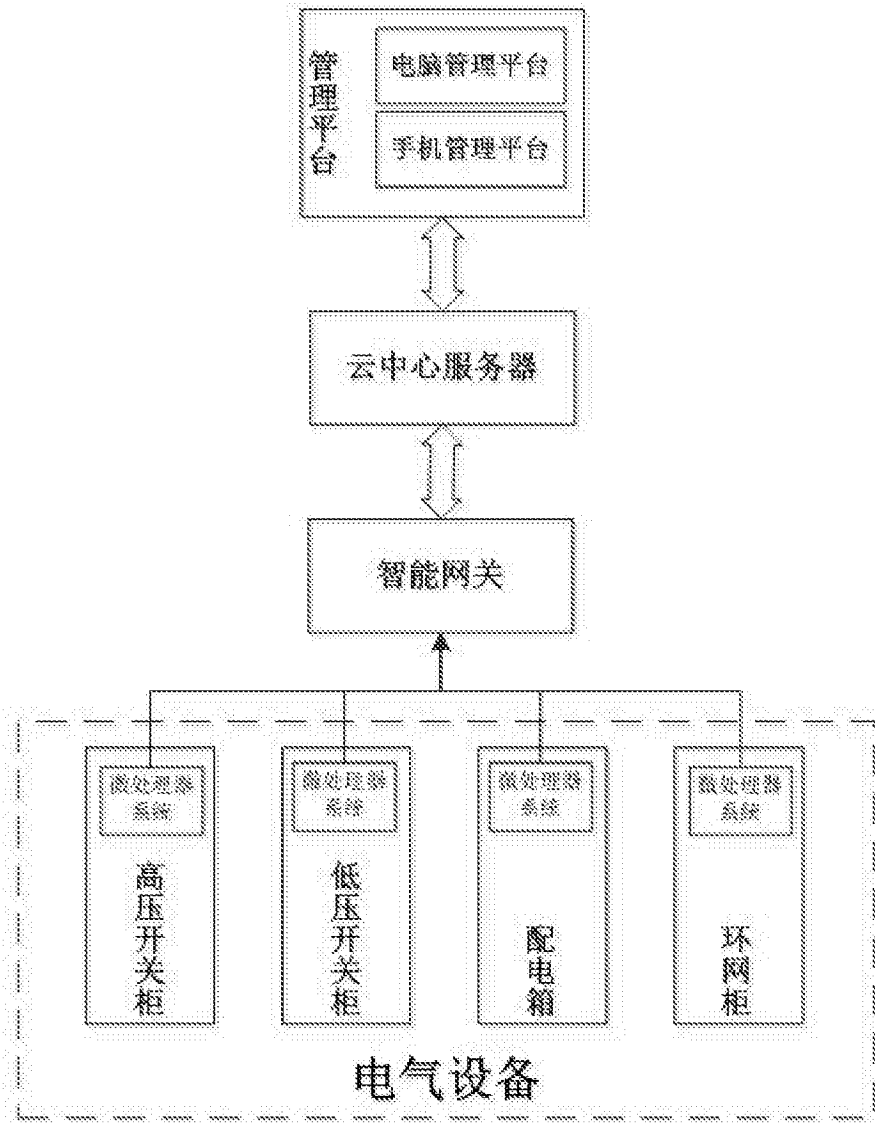 管理平台
电脑管理平台
手机管理平台
云中心服务器
智能网关
微处理器
系统
微处理器
系统
微处理器
系统
微处理器
系统
高压开关柜
低压开关柜
配电箱
环网柜
电气设备